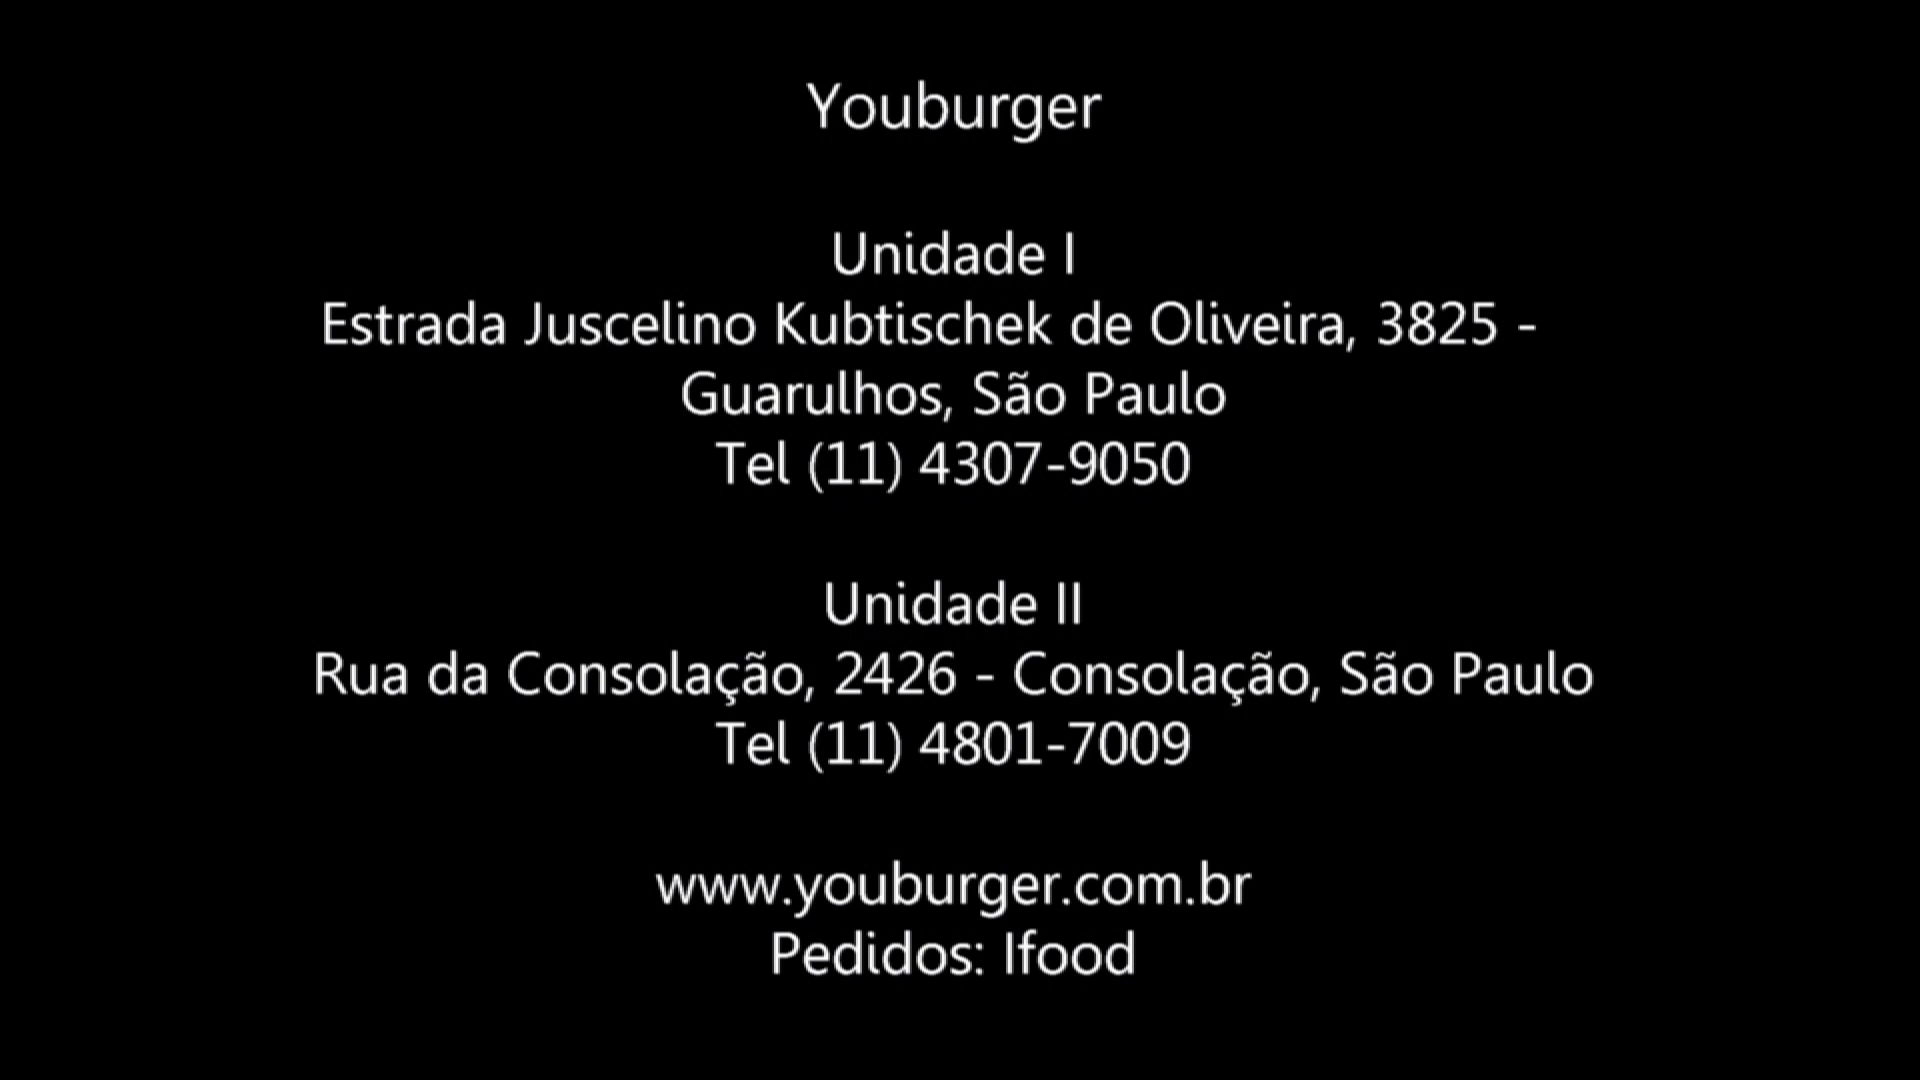 Youburger
Unidade I
Estrada Juscelino Kubtischek de Oliveira, 3825 -
Guarulhos, São Paulo
Tel (11) 4307-9050
Unidade II
Rua da Consolação, 2426 - Consolação, São Paulo
Tel (11) 4801-7009
www.youburger.com.br
Pedidos: Ifood